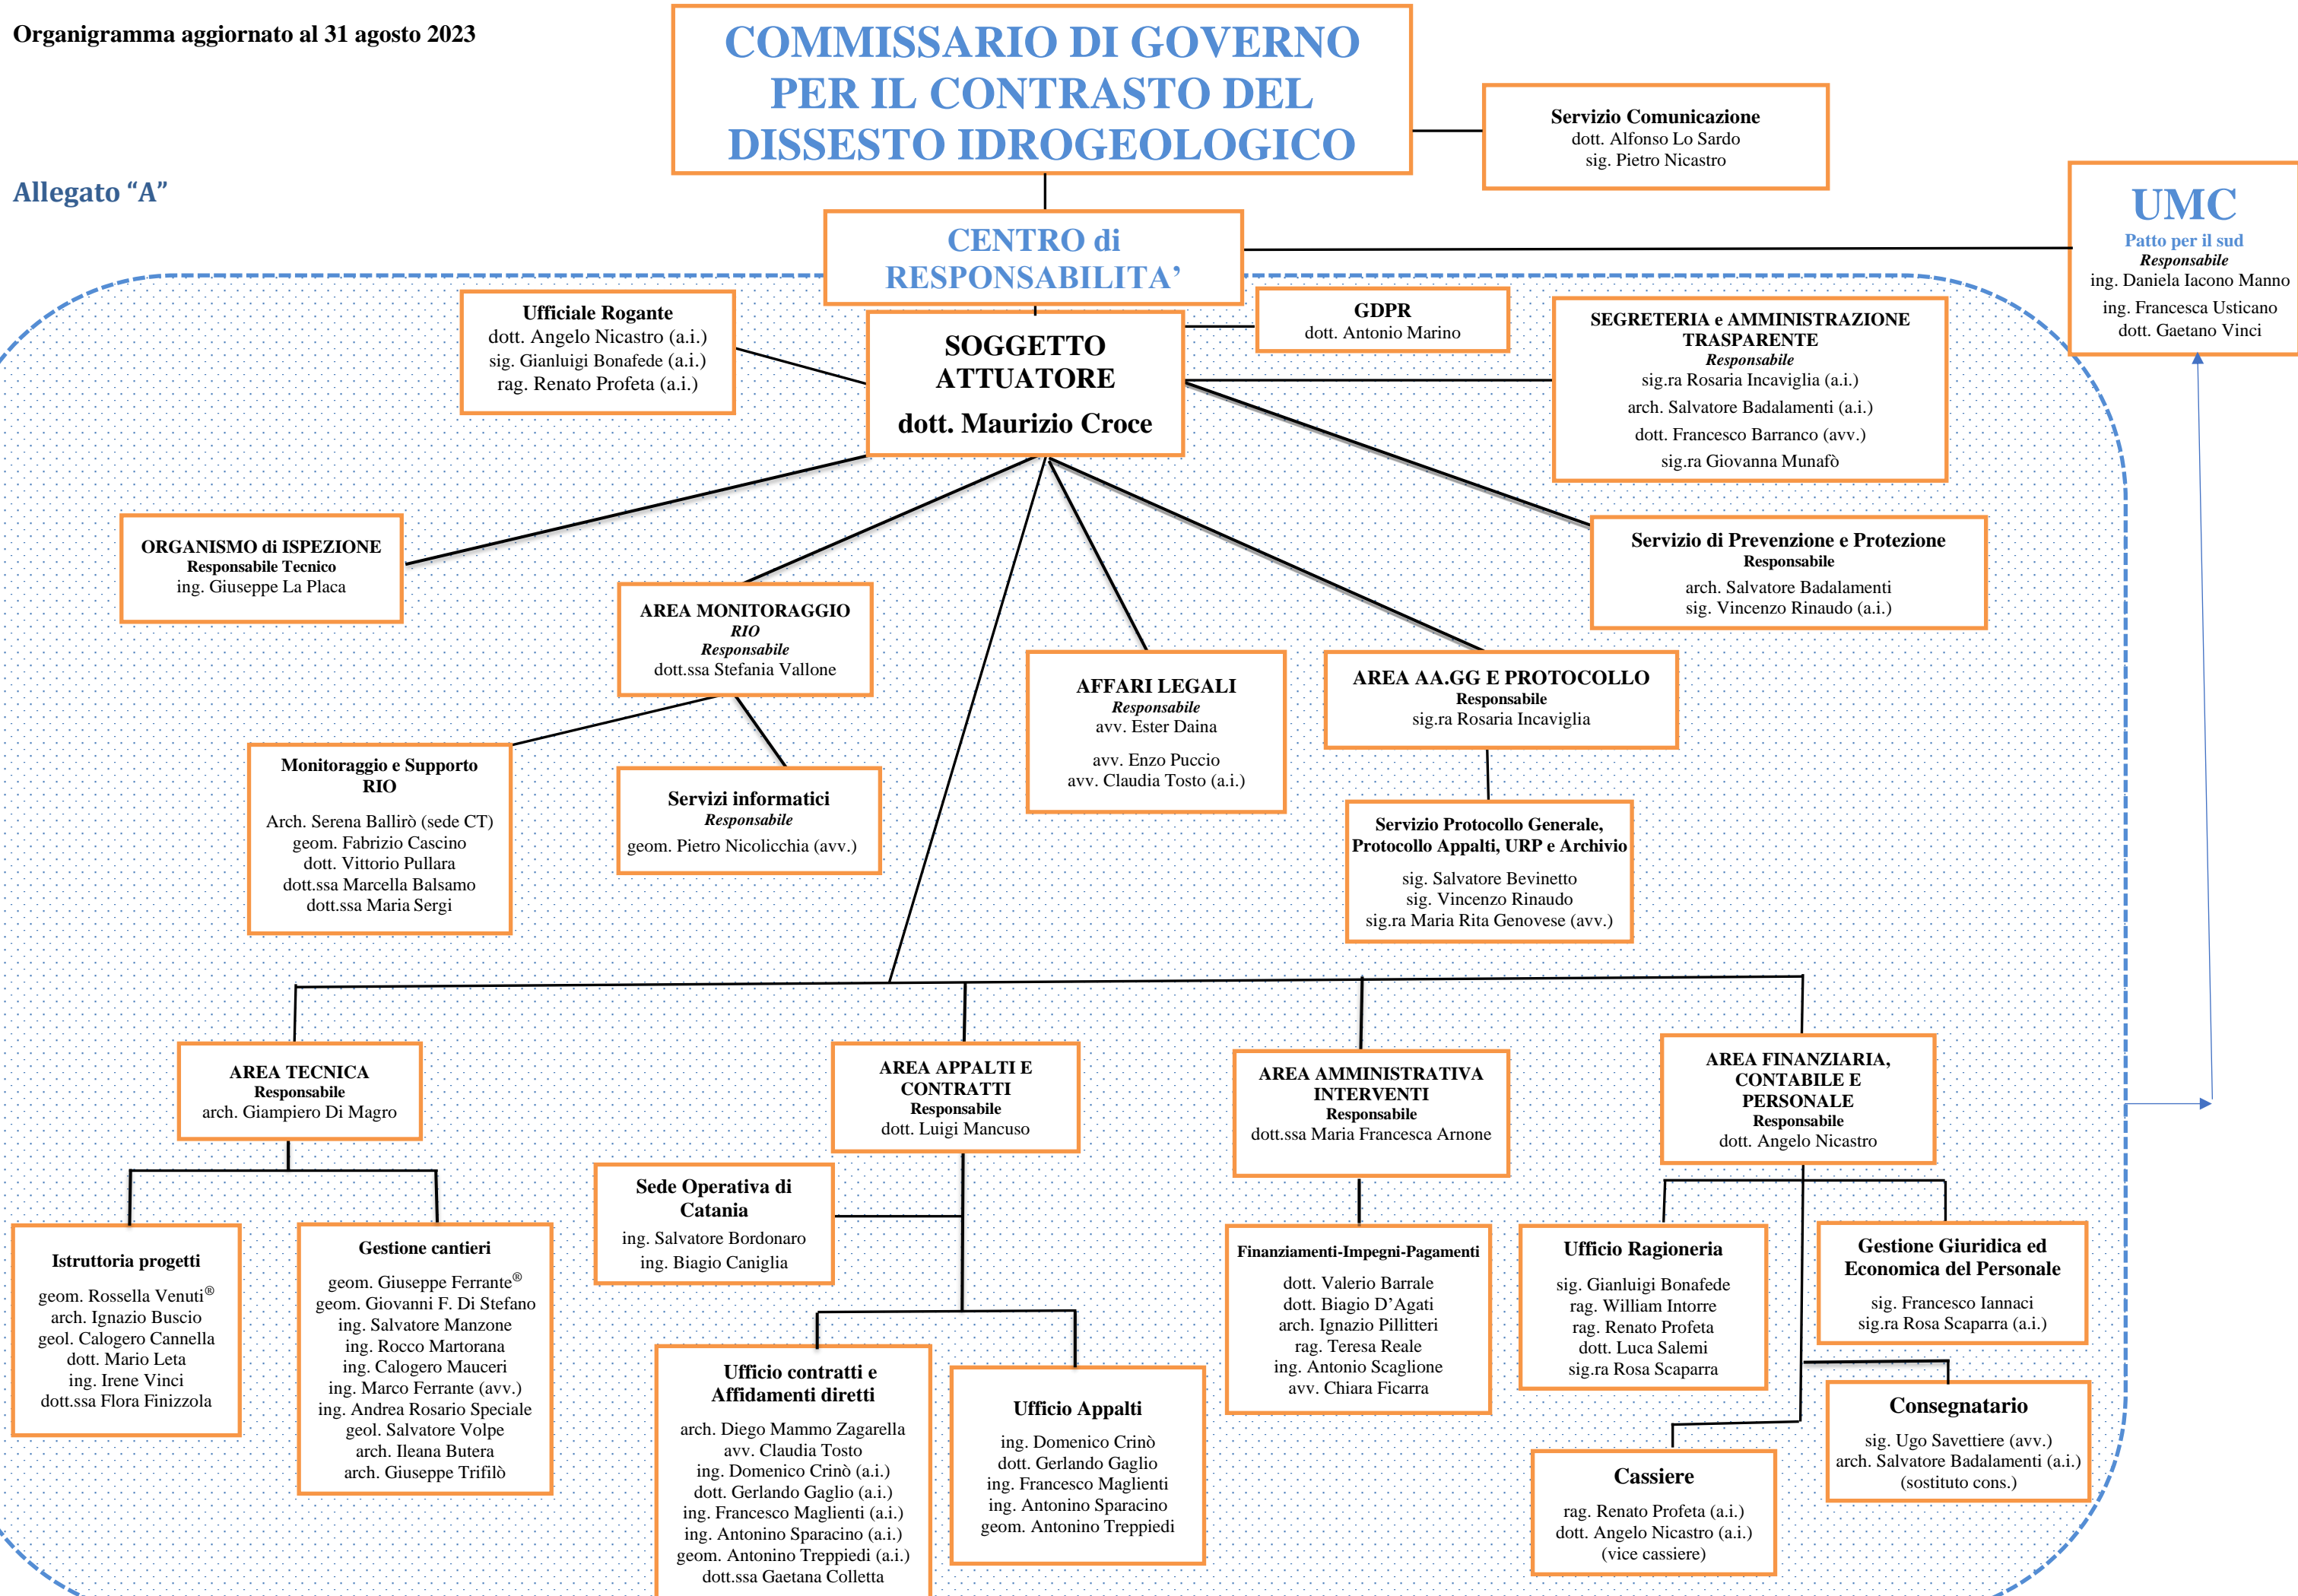 Organigramma aggiornato al 31 agosto 2023
COMMISSARIO DI GOVERNO
PER IL CONTRASTO DEL
DISSESTO IDROGEOLOGICO
Servizio Comunicazione
dott. Alfonso Lo Sardo
sig. Pietro Nicastro
Allegato “A”
UMC
Patto per il sud
Responsabile
ing. Daniela Iacono Manno
ing. Francesca Usticano
dott. Gaetano Vinci
CENTRO di
RESPONSABILITA’
Ufficiale Rogante
dott. Angelo Nicastro (a.i.)
sig. Gianluigi Bonafede (a.i.)
rag. Renato Profeta (a.i.)
SOGGETTO
ATTUATORE
dott. Maurizio Croce
GDPR
dott. Antonio Marino
SEGRETERIA e AMMINISTRAZIONE
TRASPARENTE
Responsabile
sig.ra Rosaria Incaviglia (a.i.)
arch. Salvatore Badalamenti (a.i.)
dott. Francesco Barranco (avv.)
sig.ra Giovanna Munafò
ORGANISMO di ISPEZIONE
Responsabile Tecnico
ing. Giuseppe La Placa
Servizio di Prevenzione e Protezione
Responsabile
arch. Salvatore Badalamenti
sig. Vincenzo Rinaudo (a.i.)
AREA MONITORAGGIO
RIO
Responsabile
dott.ssa Stefania Vallone
AFFARI LEGALI
Responsabile
avv. Ester Daina
avv. Enzo Puccio
avv. Claudia Tosto (a.i.)
AREA AA.GG E PROTOCOLLO
Responsabile
sig.ra Rosaria Incaviglia
Monitoraggio e Supporto
RIO
Arch. Serena Ballirò (sede CT)
geom. Fabrizio Cascino
dott. Vittorio Pullara
dott.ssa Marcella Balsamo
dott.ssa Maria Sergi
Servizi informatici
Responsabile
geom. Pietro Nicolicchia (avv.)
Servizio Protocollo Generale,
Protocollo Appalti, URP e Archivio
sig. Salvatore Bevinetto
sig. Vincenzo Rinaudo
sig.ra Maria Rita Genovese (avv.)
AREA TECNICA
Responsabile
arch. Giampiero Di Magro
AREA APPALTI E
CONTRATTI
Responsabile
dott. Luigi Mancuso
AREA AMMINISTRATIVA
INTERVENTI
Responsabile
dott.ssa Maria Francesca Arnone
AREA FINANZIARIA,
CONTABILE E
PERSONALE
Responsabile
dott. Angelo Nicastro
Sede Operativa di
Catania
ing. Salvatore Bordonaro
ing. Biagio Caniglia
Istruttoria progetti
geom. Rossella Venuti®
arch. Ignazio Buscio
geol. Calogero Cannella
dott. Mario Leta
ing. Irene Vinci
dott.ssa Flora Finizzola
Gestione cantieri
geom. Giuseppe Ferrante®
geom. Giovanni F. Di Stefano
ing. Salvatore Manzone
ing. Rocco Martorana
ing. Calogero Mauceri
ing. Marco Ferrante (avv.)
ing. Andrea Rosario Speciale
geol. Salvatore Volpe
arch. Ileana Butera
arch. Giuseppe Trifilò
Ufficio contratti e
Affidamenti diretti
arch. Diego Mammo Zagarella
avv. Claudia Tosto
ing. Domenico Crinò (a.i.)
dott. Gerlando Gaglio (a.i.)
ing. Francesco Maglienti (a.i.)
ing. Antonino Sparacino (a.i.)
geom. Antonino Treppiedi (a.i.)
dott.ssa Gaetana Colletta
Ufficio Appalti
ing. Domenico Crinò
dott. Gerlando Gaglio
ing. Francesco Maglienti
ing. Antonino Sparacino
geom. Antonino Treppiedi
Finanziamenti-Impegni-Pagamenti
dott. Valerio Barrale
dott. Biagio D’Agati
arch. Ignazio Pillitteri
rag. Teresa Reale
ing. Antonio Scaglione
avv. Chiara Ficarra
Ufficio Ragioneria
sig. Gianluigi Bonafede
rag. William Intorre
rag. Renato Profeta
dott. Luca Salemi
sig.ra Rosa Scaparra
Gestione Giuridica ed
Economica del Personale
sig. Francesco Iannaci
sig.ra Rosa Scaparra (a.i.)
Consegnatario
sig. Ugo Savettiere (avv.)
arch. Salvatore Badalamenti (a.i.)
(sostituto cons.)
Cassiere
rag. Renato Profeta (a.i.)
dott. Angelo Nicastro (a.i.)
(vice cassiere)